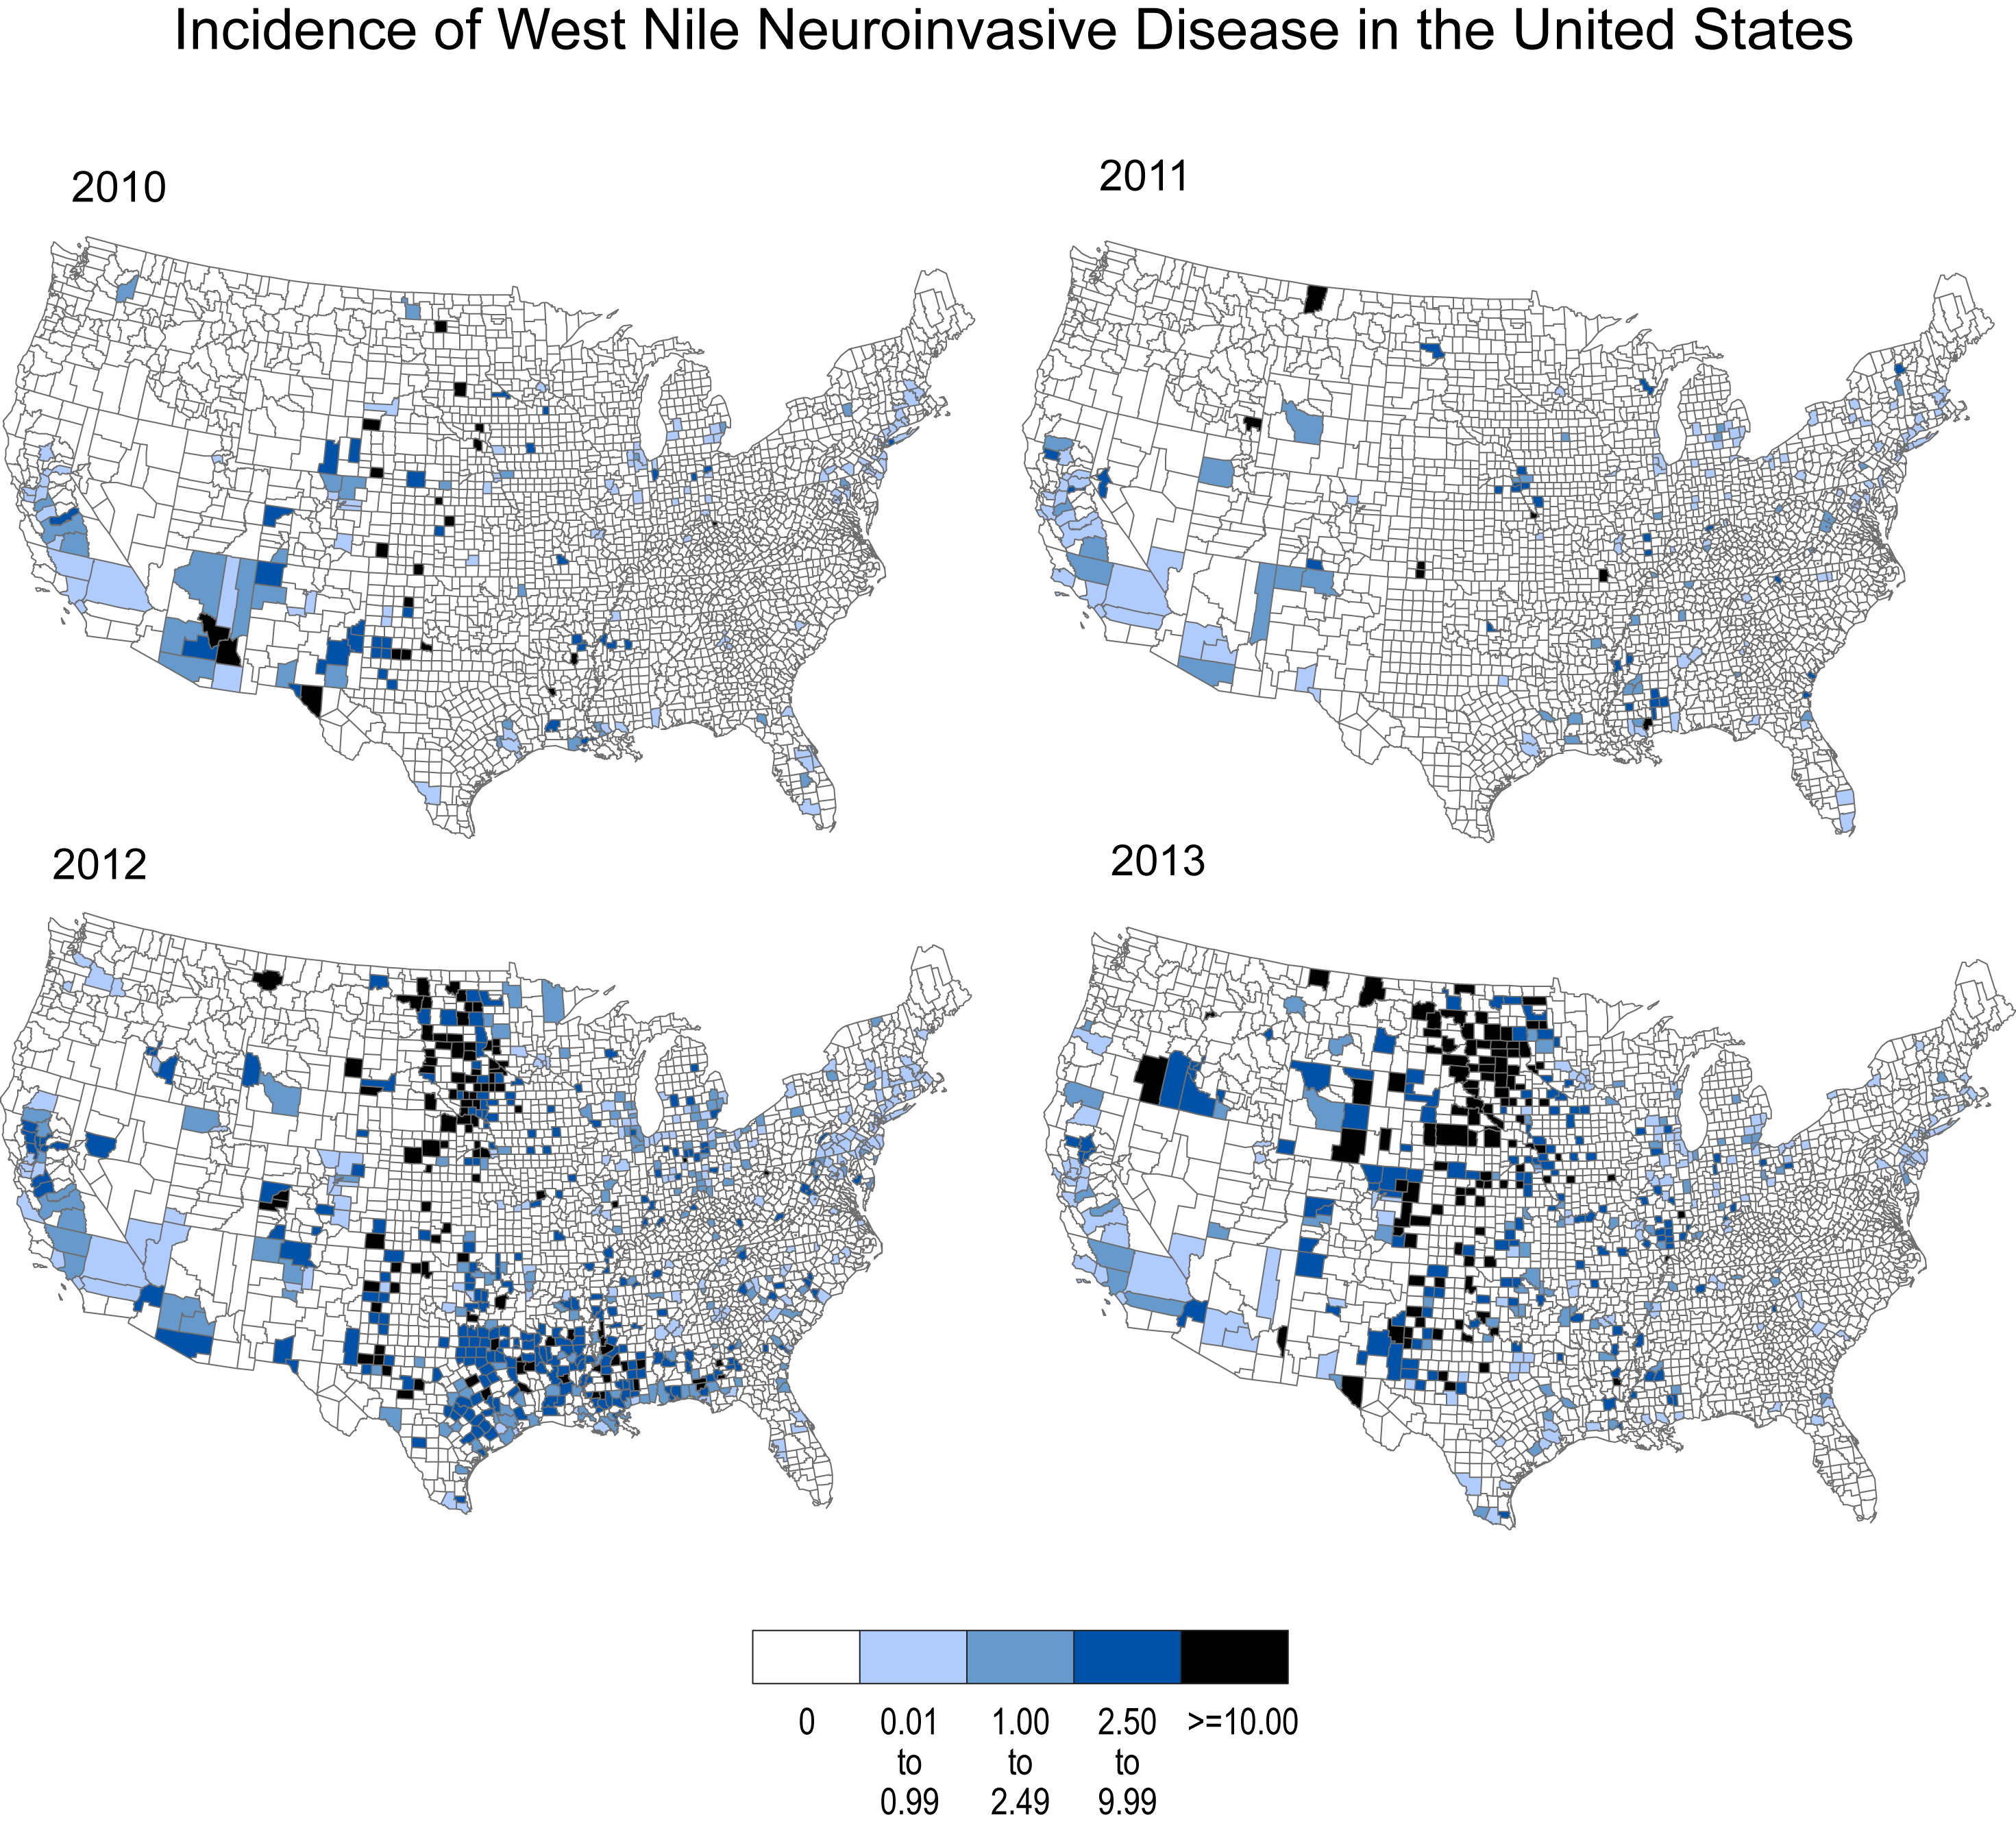 Incidence of West Nile Neuroinvasive Disease in the United States
2010
2011
2012
2013
0 0.01 1.00 2.50 >=10.00
to to to
0.99 2.49 9.99